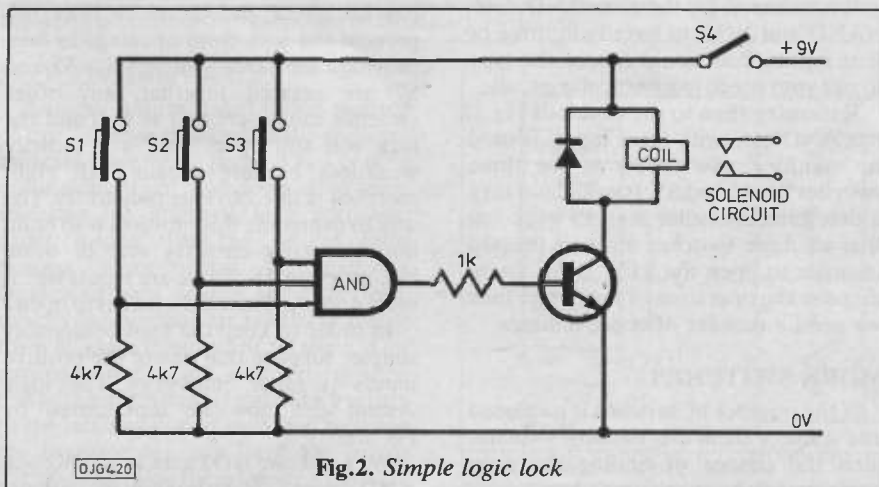 S4
+9V
S1
S2
S3
COIL
SOLENOID
CIRCUIT
1k
AND
4k7
4k7
4k7
0V
DJG420
Fig.2. Simple logic lock